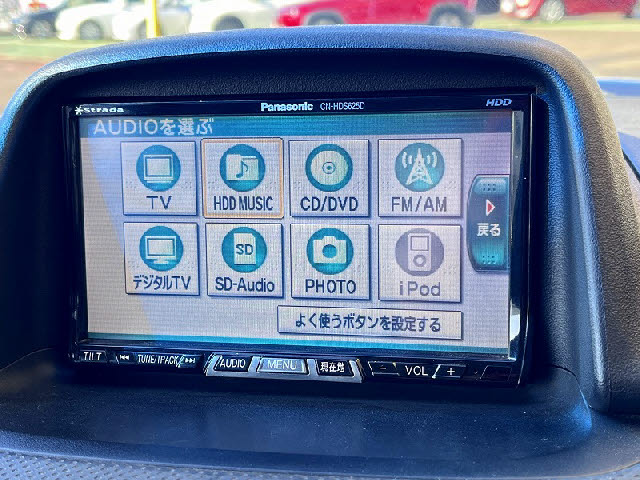 Strada Panasonic CN-HDS625D HDD
AUDIOを選ぶ
TV HDD MUSIC CD/DVD FM/AM
戻る
SD
デジタルTV SD-Audio PHOTO iPod
よく使うボタンを設定する
TILT TUNE/TRACK AUDIO MENU 現在地 - VOL +